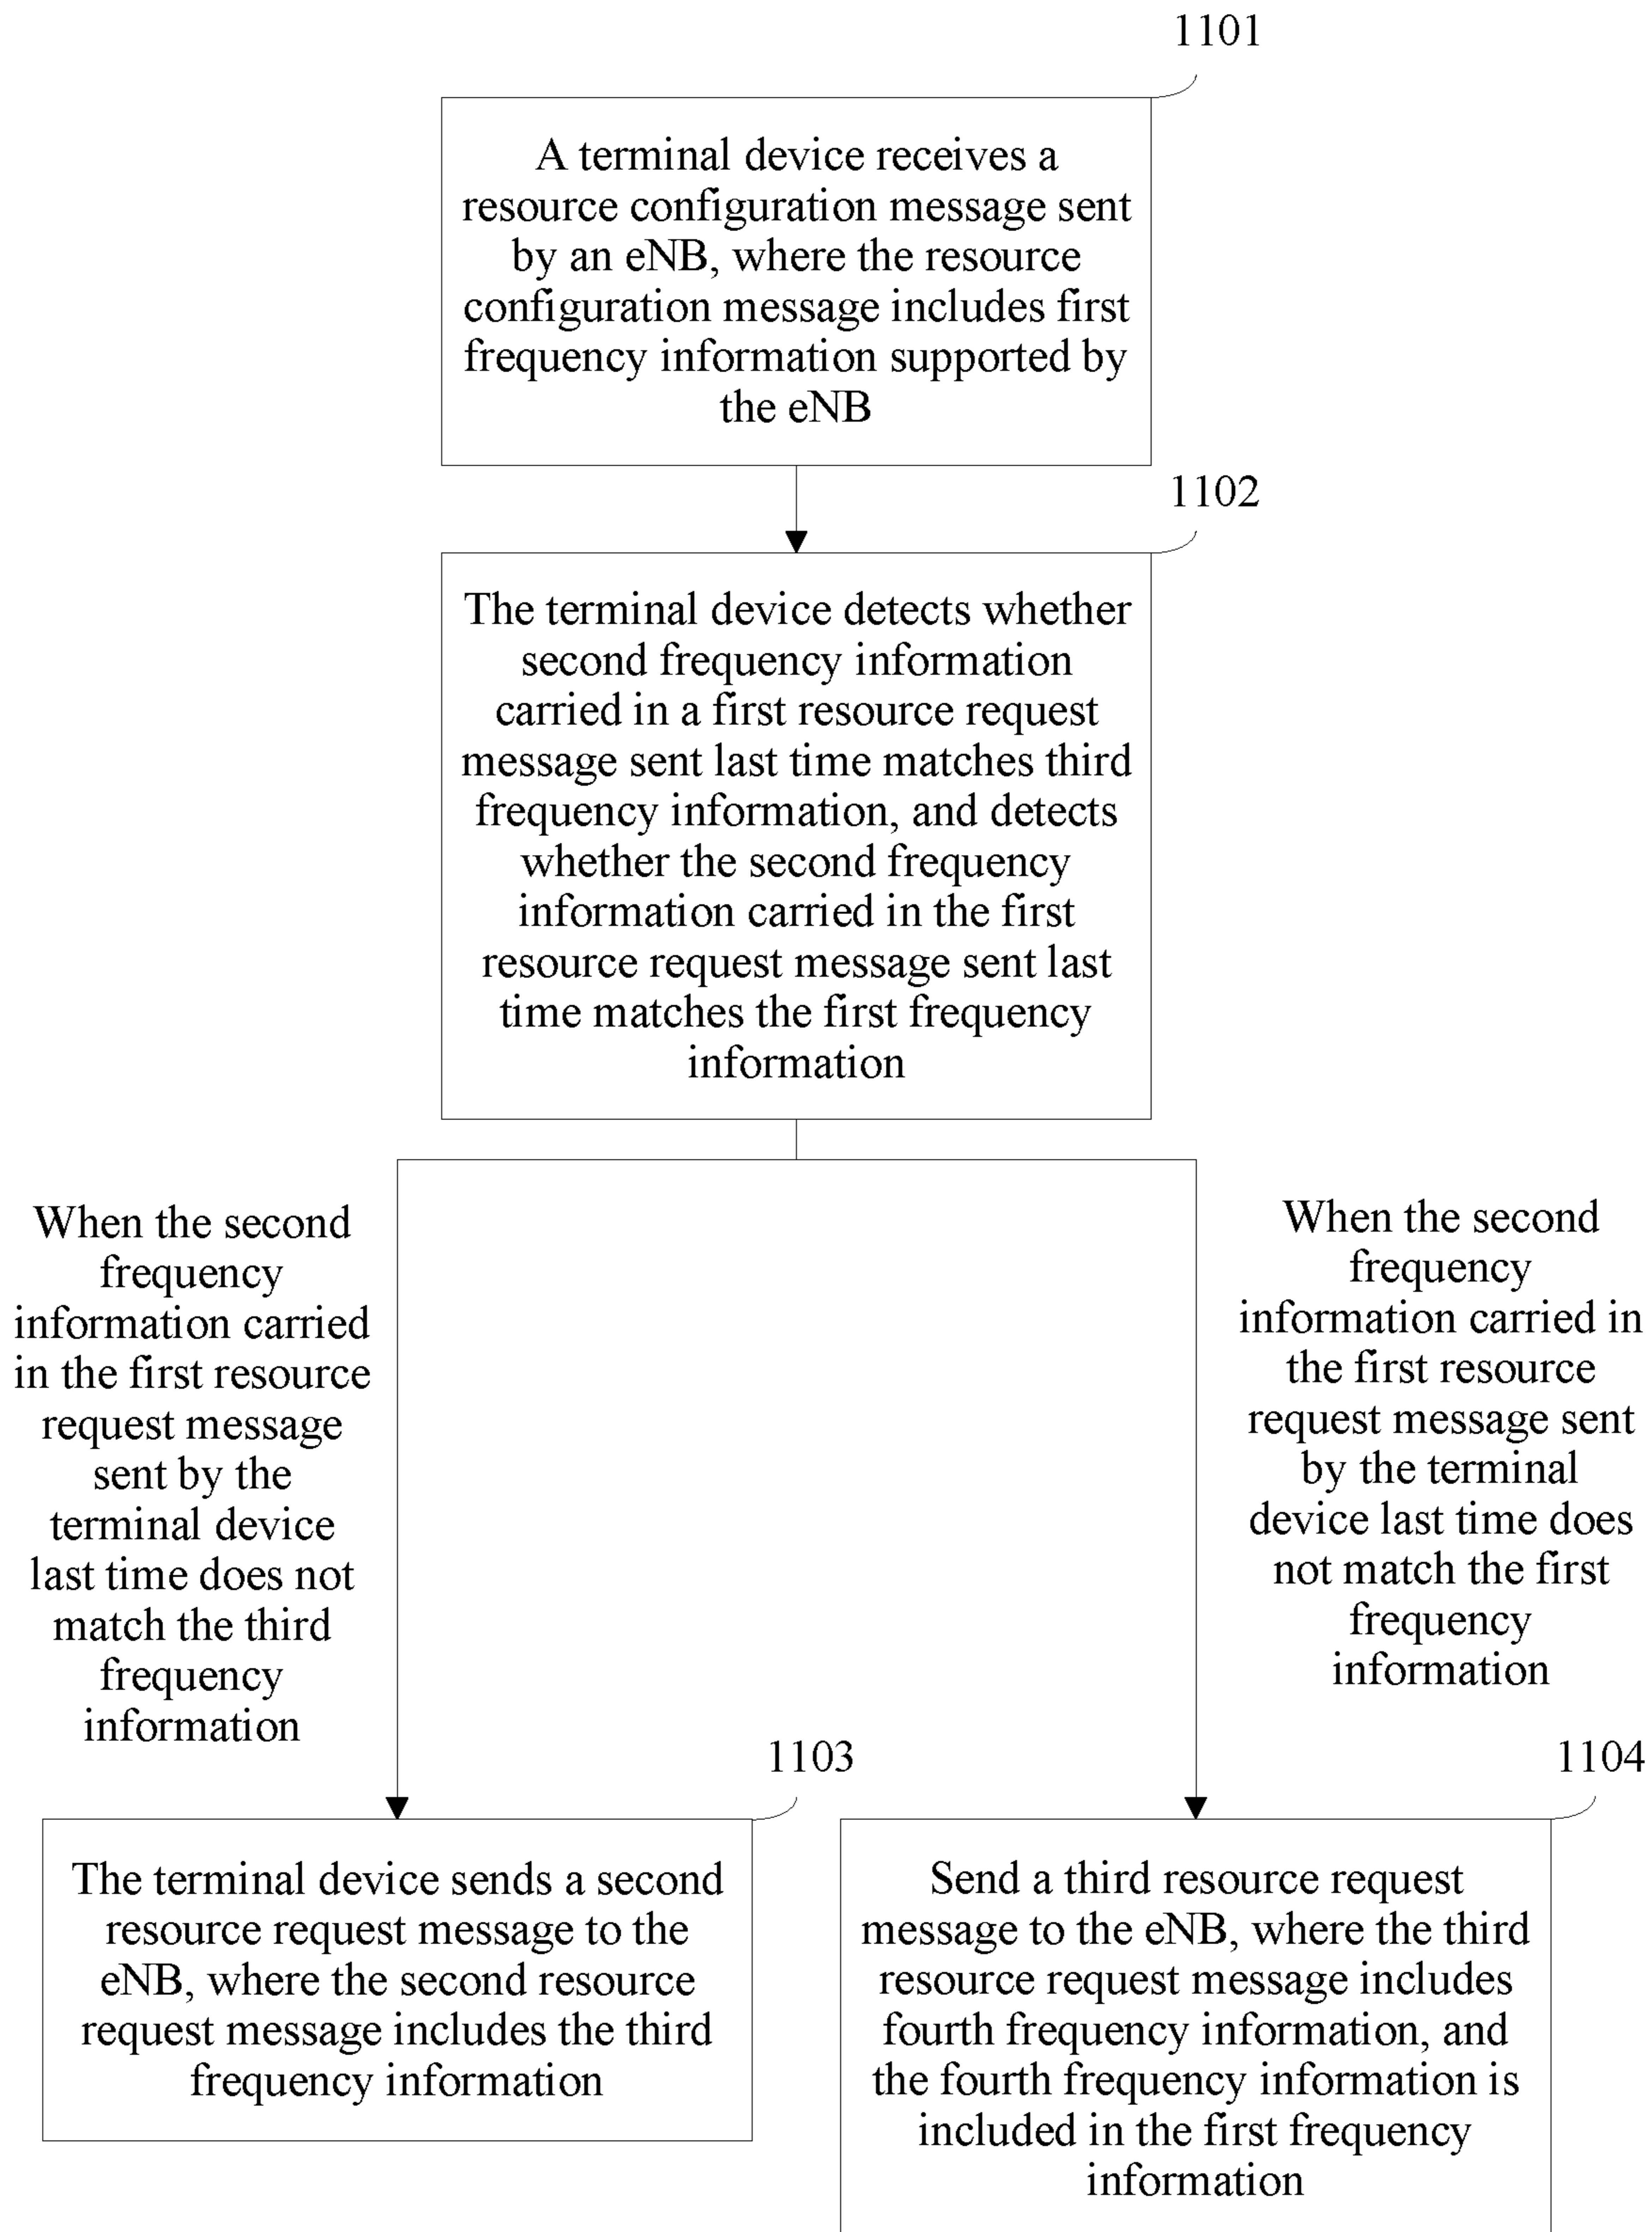 1101
A terminal device receives a
resource configuration message sent
by an eNB, where the resource
configuration message includes first
frequency information supported by
the eNB
1102
The terminal device detects whether
second frequency information
carried in a first resource request
message sent last time matches third
frequency information, and detects
whether the second frequency
information carried in the first
resource request message sent last
time matches the first frequency
information
When the second
frequency
information carried
in the first resource
request message
sent by the
terminal device
last time does not
match the third
frequency
information
When the second
frequency
information carried in
the first resource
request message sent
by the terminal
device last time does
not match the first
frequency
information
1103
The terminal device sends a second
resource request message to the
eNB, where the second resource
request message includes the third
frequency information
1104
Send a third resource request
message to the eNB, where the third
resource request message includes
fourth frequency information, and
the fourth frequency information is
included in the first frequency
information